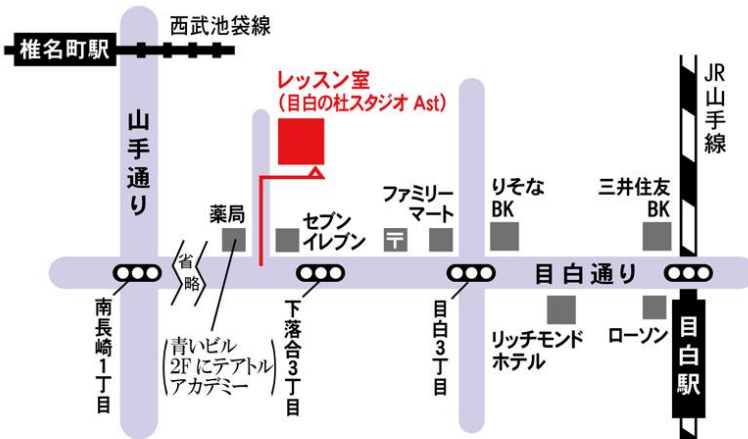 西武池袋線
椎名町駅
山手通り
レッスン室
(目白の杜スタジオ Ast)
JR山手線
薬局
セブン
イレブン
〒
ファミリー
マート
りそな
BK
三井住友
BK
省略
目白通り
南長崎1丁目
(青いビル
2Fにテアトル
アカデミー)
下落合3丁目
目白3丁目
リッチモンド
ホテル
ローソン
目白駅